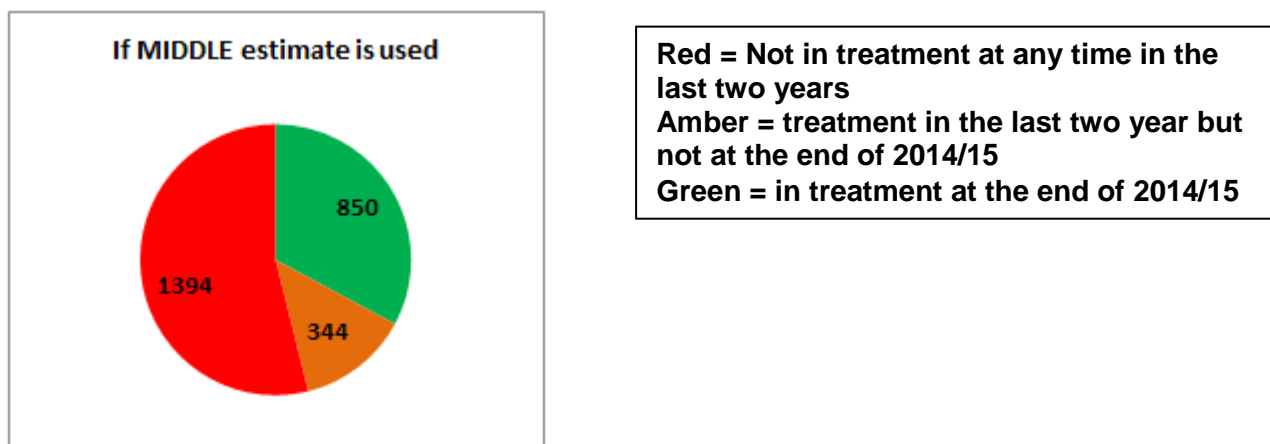 If MIDDLE estimate is used
850
1394
344
Red = Not in treatment at any time in the
last two years
Amber = treatment in the last two year but
not at the end of 2014/15
Green = in treatment at the end of 2014/15